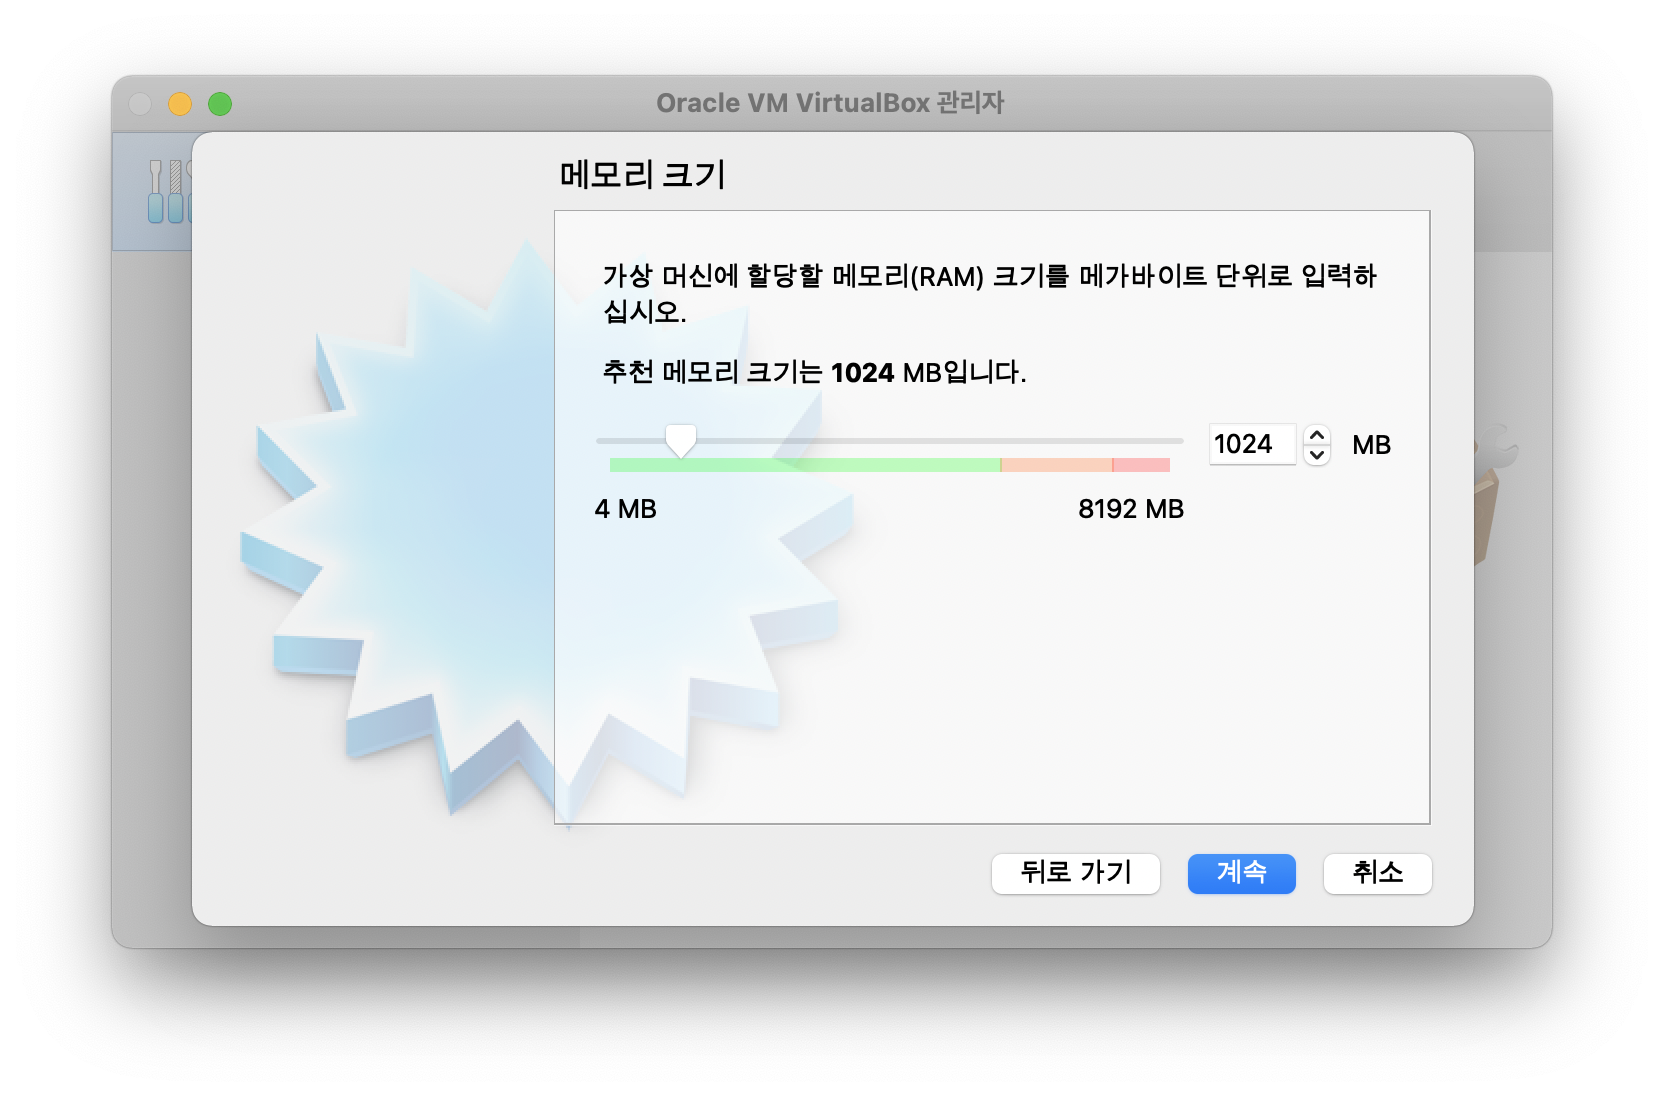 Oracle VM VirtualBox 관리자
메모리 크기
가상 머신에 할당할 메모리(RAM) 크기를 메가바이트 단위로 입력하
십시오.
추천 메모리 크기는 1024 MB입니다.
1024 MB
4 MB 8192 MB
뒤로 가기 계속 취소